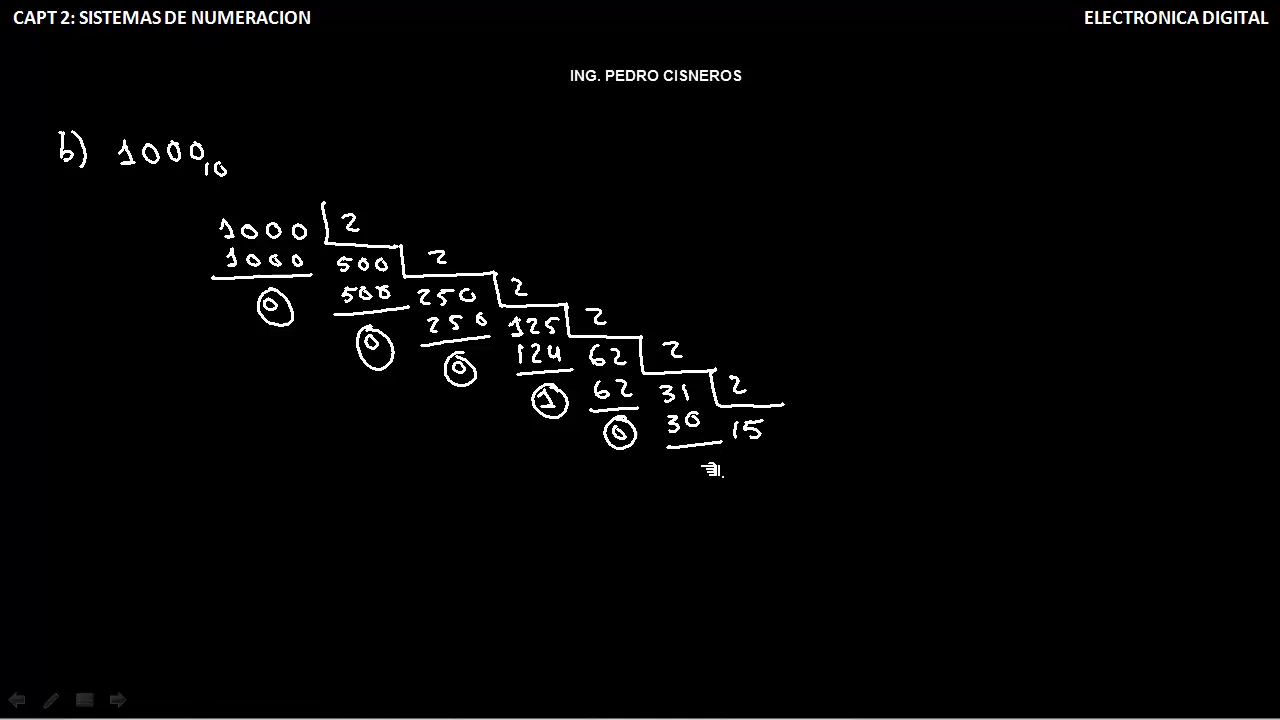 CAPT 2: SISTEMAS DE NUMERACION
ELECTRONICA DIGITAL
ING. PEDRO CISNEROS
b) 1000₁₀
1000 2
1000 500 2
0 500 250 2
0 250 125 2
0 124 62 2
1 62 31 2
0 30 15